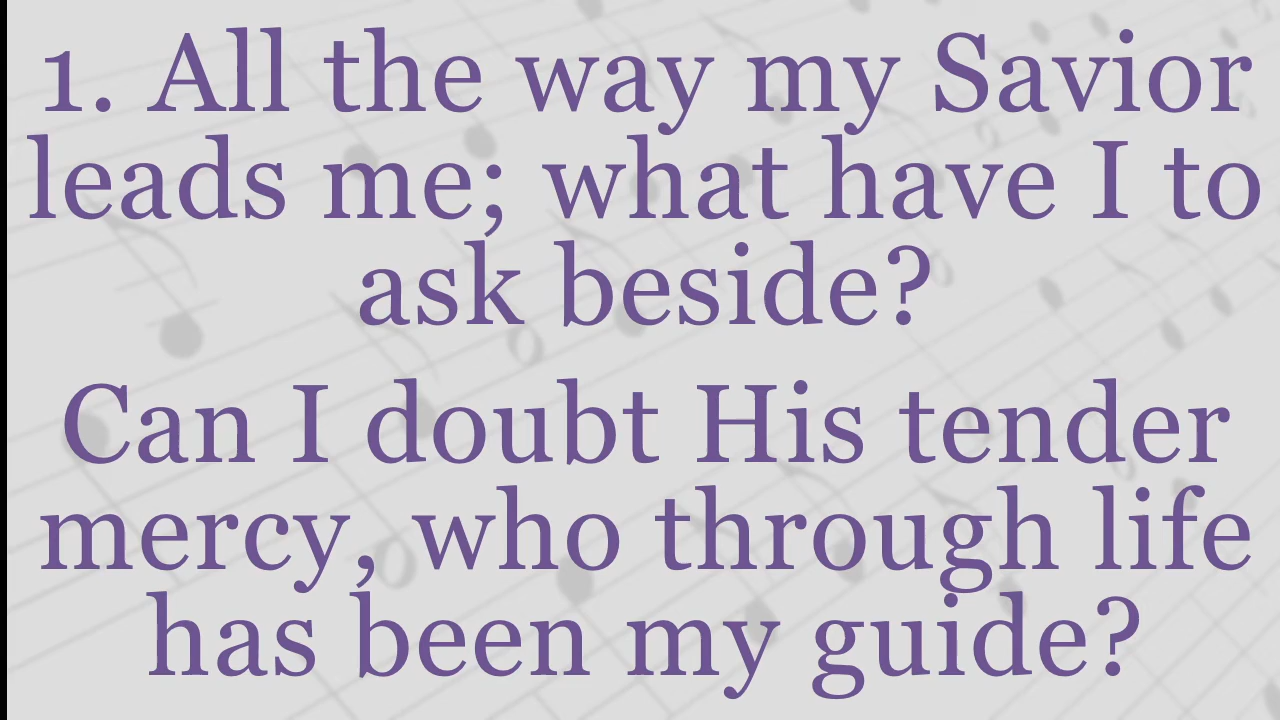 1. All the way my Savior
leads me; what have I to
ask beside?
Can I doubt His tender
mercy, who through life
has been my guide?